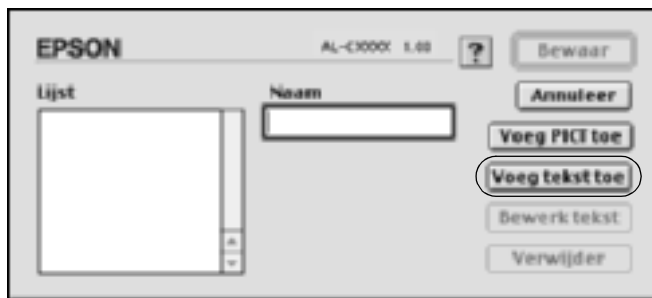 EPSON
AL-CXXXX 1.00
?
Bewaar
Lijst
Naam
Annuleer
Voeg PICT toe
Voeg tekst toe
Bewerk tekst
Verwijder